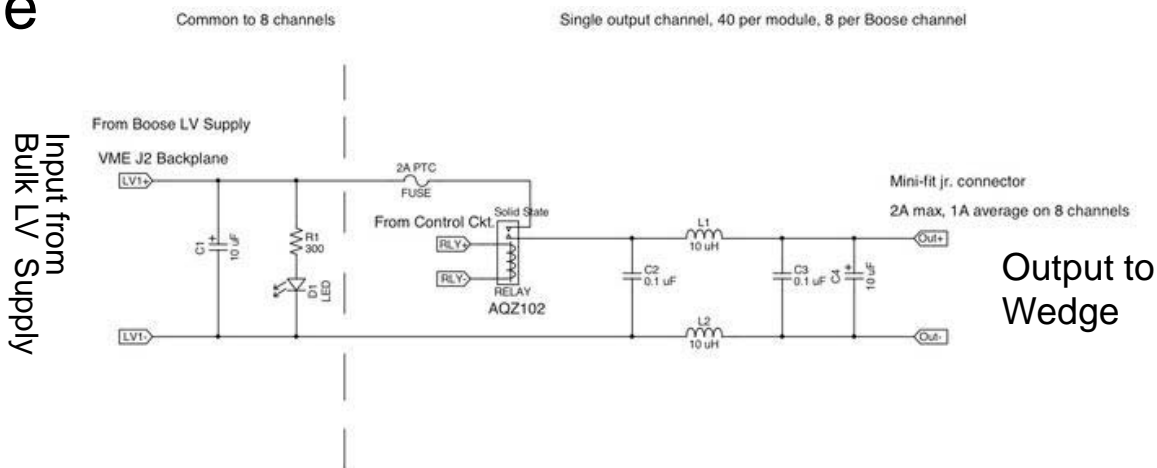 e
Common to 8 channels
Single output channel, 40 per module, 8 per Boose channel
Input from
Bulk LV Supply
From Boose LV Supply
VME J2 Backplane
LV1+
2A PTC
FUSE
Solid State
From Control Ckt.
RLY+
RLY-
RELAY
AQZ102
C1
+
10 uF
R1
300
D1
LED
LV1-
C2
0.1 uF
L1
10 uH
L2
10 uH
C3
0.1 uF
C4
+
10 uF
Mini-fit jr. connector
2A max, 1A average on 8 channels
Out+
Out-
Output to
Wedge